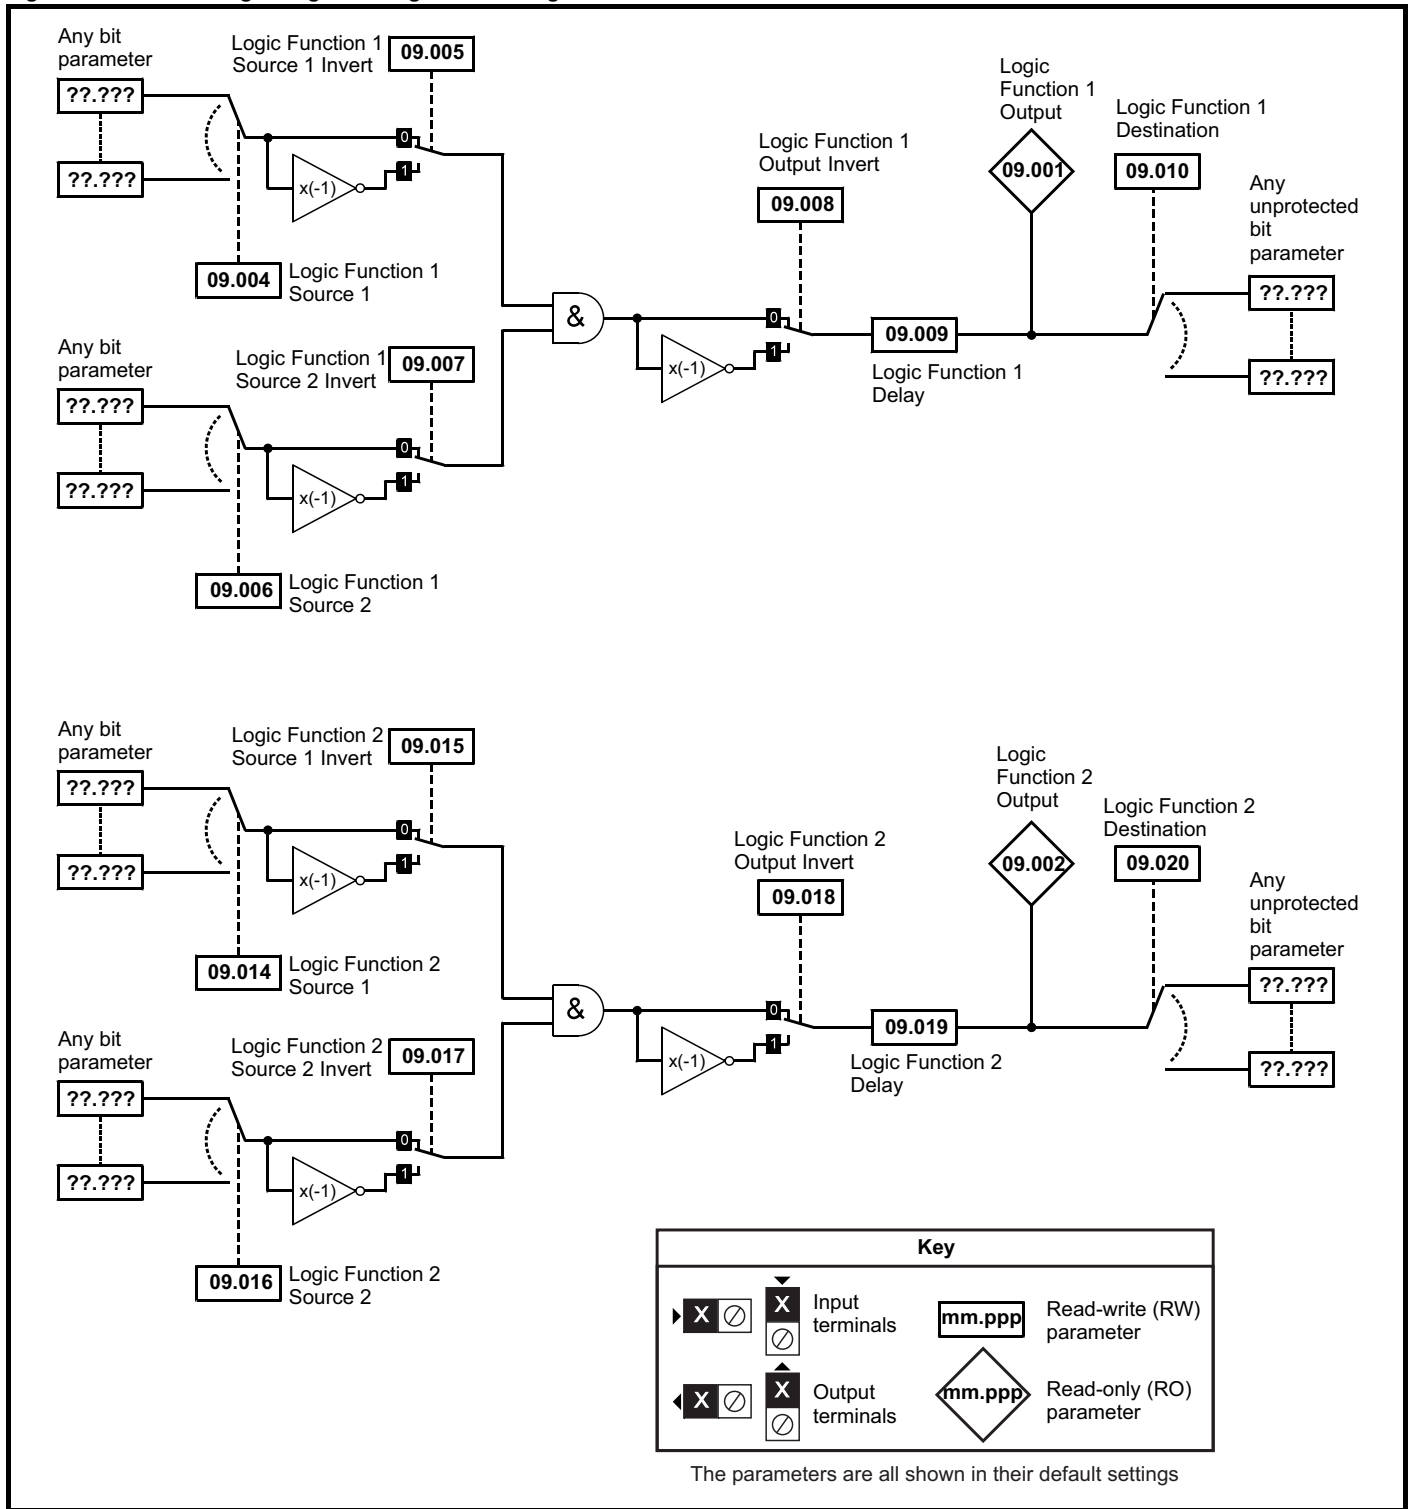 Any bit
parameter
??.???
??.???
Logic Function 1
Source 1 Invert
09.005
0
1
x(-1)
09.004
Logic Function 1
Source 1
Any bit
parameter
??.???
??.???
Logic Function 1
Source 2 Invert
09.007
0
1
x(-1)
09.006
Logic Function 1
Source 2
&
x(-1)
0
1
Logic Function 1
Output Invert
09.008
09.009
Logic Function 1
Delay
Logic
Function 1
Output
09.001
Logic Function 1
Destination
09.010
Any
unprotected
bit
parameter
??.???
??.???
Any bit
parameter
??.???
??.???
Logic Function 2
Source 1 Invert
09.015
0
1
x(-1)
09.014
Logic Function 2
Source 1
Any bit
parameter
??.???
??.???
Logic Function 2
Source 2 Invert
09.017
0
1
x(-1)
09.016
Logic Function 2
Source 2
&
x(-1)
0
1
Logic Function 2
Output Invert
09.018
09.019
Logic Function 2
Delay
Logic
Function 2
Output
09.002
Logic Function 2
Destination
09.020
Any
unprotected
bit
parameter
??.???
??.???
Key
X
X
Input
terminals
mm.ppp
Read-write (RW)
parameter
X
X
Output
terminals
mm.ppp
Read-only (RO)
parameter
The parameters are all shown in their default settings